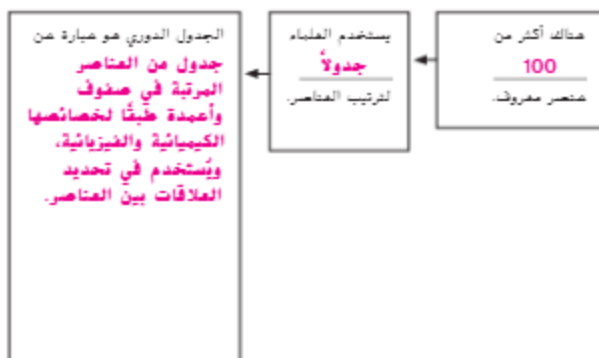 هناك أكثر من
100
عنصر معروف.
يستخدم العلماء
جدولاً
لترتيب العناصر.
الجدول الدوري هو عبارة عن
جدول من العناصر
المرتبة في صفوف
وأعمدة طبقًا لخصائصها
الكيميائية والفيزيائية،
ويُستخدم في تحديد
العلاقات بين العناصر.